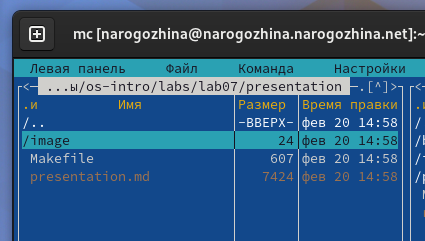 mc [narogozhina@narogozhina.narogozhina.net]:~
Левая панель Файл Команда Настройки
<─ ...ы/os-intro/labs/lab07/presentation ─.[^]>
.и Имя Размер Время правки
/.. -ВВЕРХ- фев 20 14:58
/image 24 фев 20 14:58
Makefile 607 фев 20 14:58
presentation.md 7424 фев 20 14:58